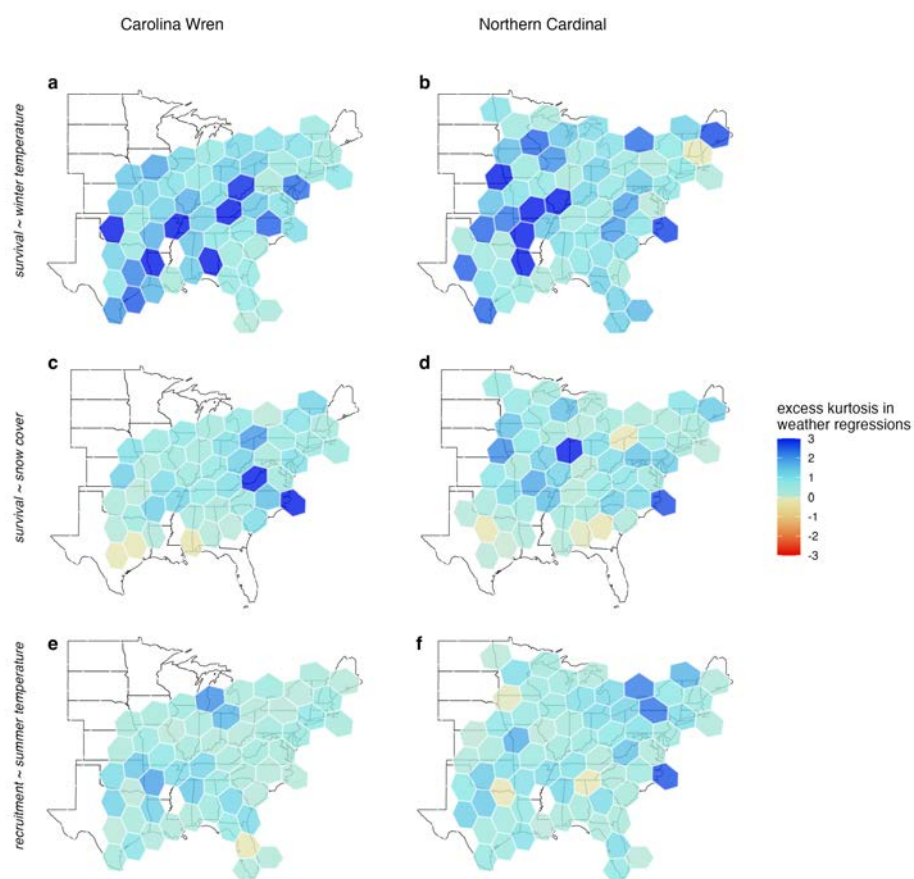 Carolina Wren
Northern Cardinal
a
b
survival ~ winter temperature
c
d
survival ~ snow cover
excess kurtosis in
weather regressions
3
2
1
0
-1
-2
-3
e
f
recruitment ~ summer temperature